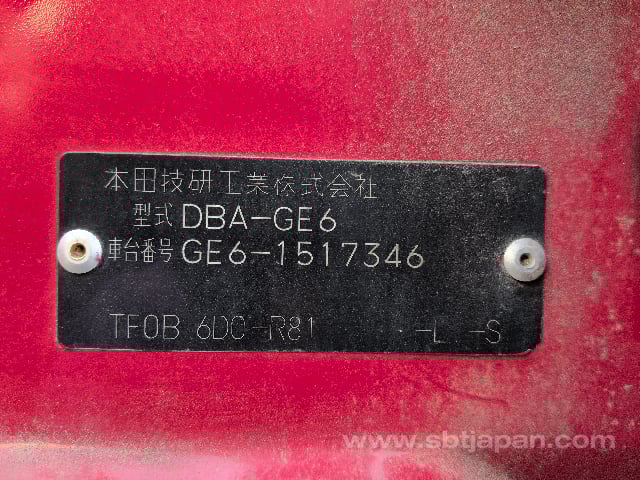 本田技研工業株式会社
型式 DBA-GE6
車台番号 GE6-1517346
TF0B 6D0-R81 -L -S
www.sbtjapan.com